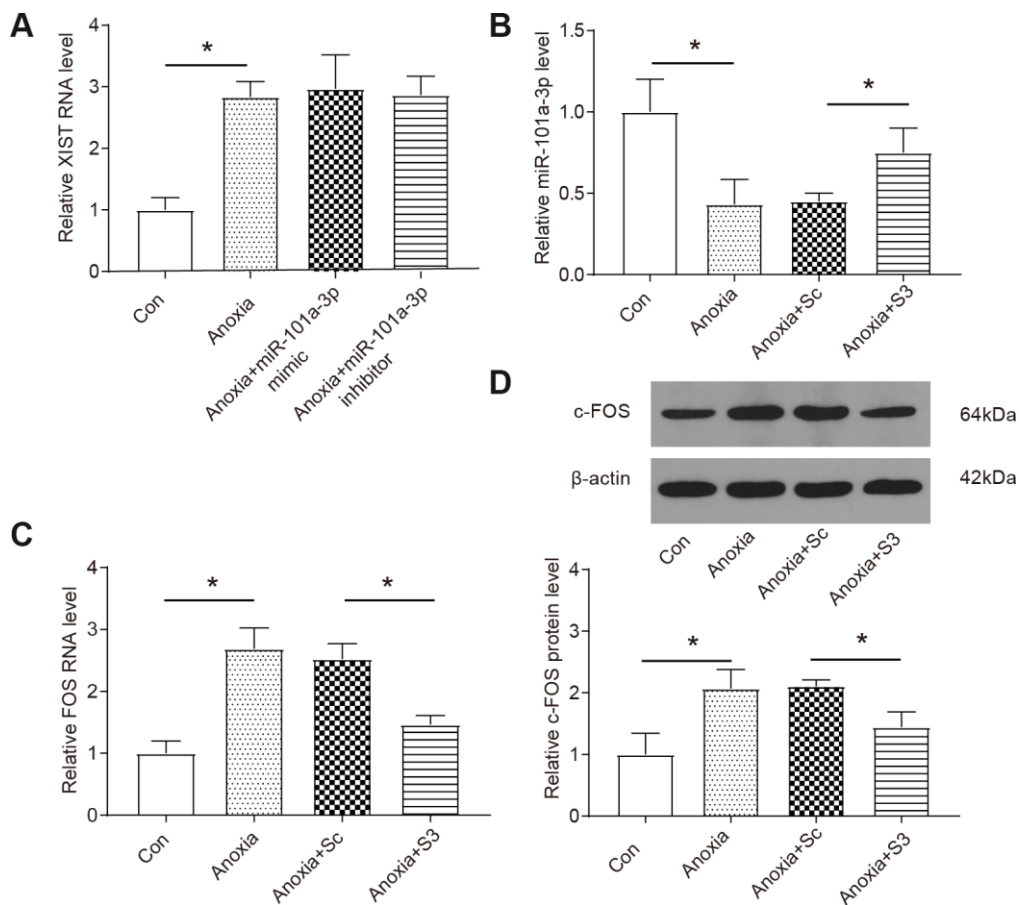 A
Relative XIST RNA level
4
3
2
1
0
*
Con
Anoxia
Anoxia+miR-101a-3p
mimic
Anoxia+miR-101a-3p
inhibitor
B
Relative miR-101a-3p level
1.5
1.0
0.5
0.0
*
*
Con
Anoxia
Anoxia+Sc
Anoxia+S3
C
Relative FOS RNA level
4
3
2
1
0
*
*
Con
Anoxia
Anoxia+Sc
Anoxia+S3
D
c-FOS
64kDa
β-actin
42kDa
Con
Anoxia
Anoxia+Sc
Anoxia+S3
Relative c-FOS protein level
4
3
2
1
0
*
*
Con
Anoxia
Anoxia+Sc
Anoxia+S3